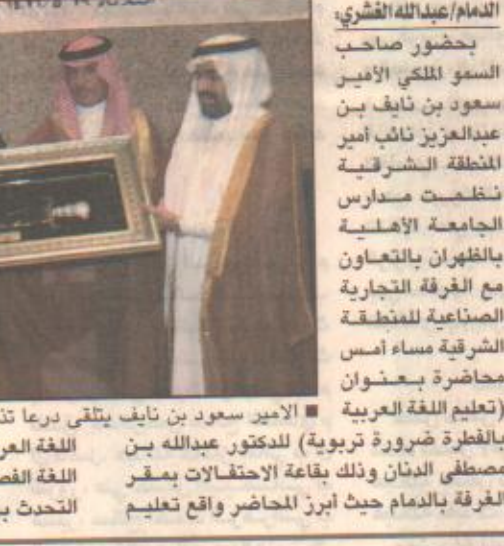 الدمام/عبدالله القشري:
بحضور صاحب
السمو الملكي الأمير
سعود بن نايف بن
عبدالعزيز نائب أمير
المنطقة الشرقية
نظمت مدارس
الجامعة الأهلية
بالظهران بالتعاون
مع الغرفة التجارية
الصناعية للمنطقة
الشرقية مساء أمس
محاضرة بعنوان
(تعليم اللغة العربية
بالفطرة ضرورة تربوية) للدكتور عبدالله بن
مصطفى الدنان وذلك بقاعة الاحتفالات بمقر
الغرفة بالدمام حيث أبرز المحاضر واقع تعليم
■ الامير سعود بن نايف يتلقى درعا تذ
اللغة العر
اللغة الفص
التحدث ب